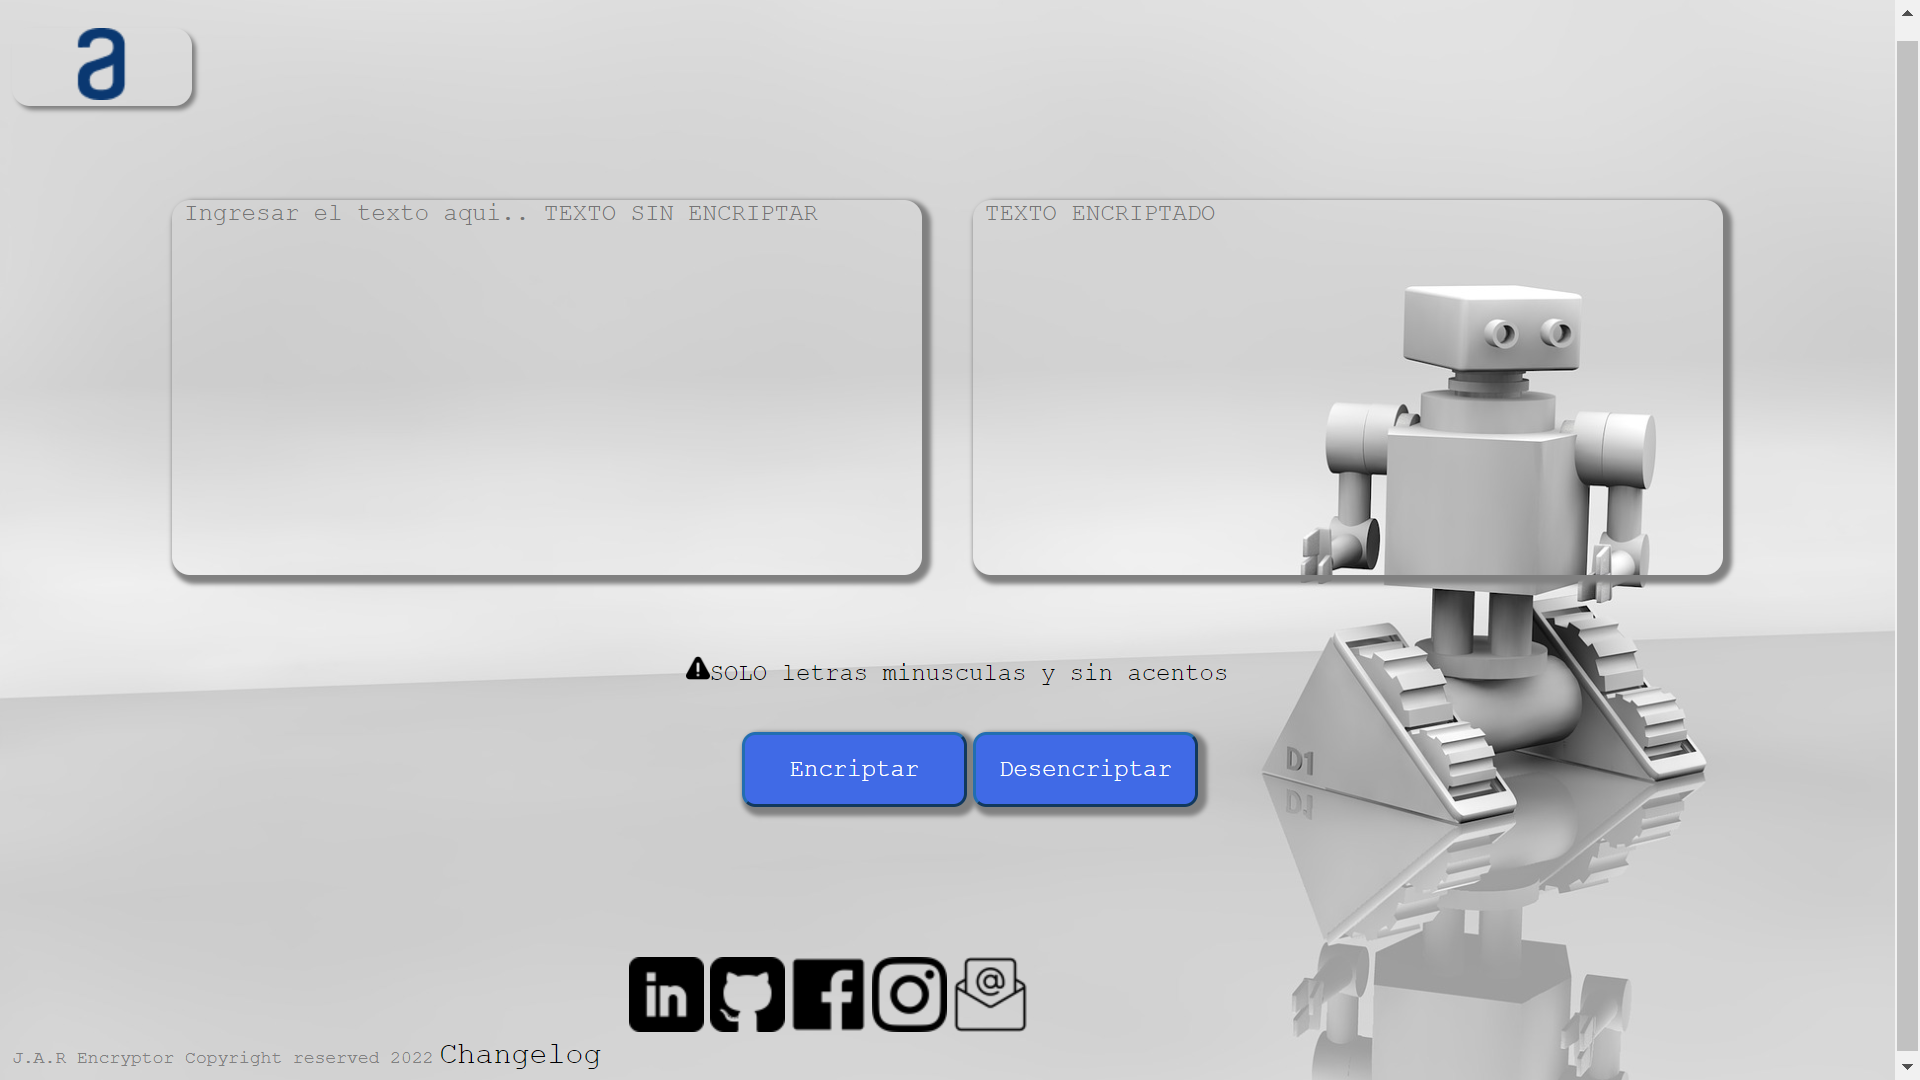 a
Ingresar el texto aqui.. TEXTO SIN ENCRIPTAR
TEXTO ENCRIPTADO
SOLO letras minusculas y sin acentos
Encriptar
Desencriptar
D1
in
f
@
J.A.R Encryptor Copyright reserved 2022 Changelog